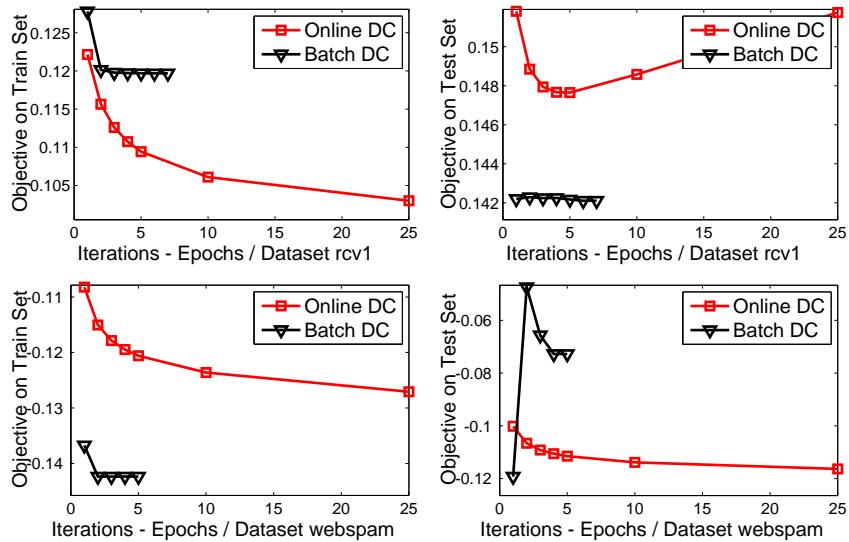 Objective on Train Set
0.125
0.12
0.115
0.11
0.105
0 5 10 15 20 25
Iterations - Epochs / Dataset rcv1
Online DC
Batch DC
Objective on Test Set
0.15
0.148
0.146
0.144
0.142
0 5 10 15 20 25
Iterations - Epochs / Dataset rcv1
Online DC
Batch DC
Objective on Train Set
-0.11
-0.12
-0.13
-0.14
0 5 10 15 20 25
Iterations - Epochs / Dataset webspam
Online DC
Batch DC
Objective on Test Set
-0.06
-0.08
-0.1
-0.12
0 5 10 15 20 25
Iterations - Epochs / Dataset webspam
Online DC
Batch DC